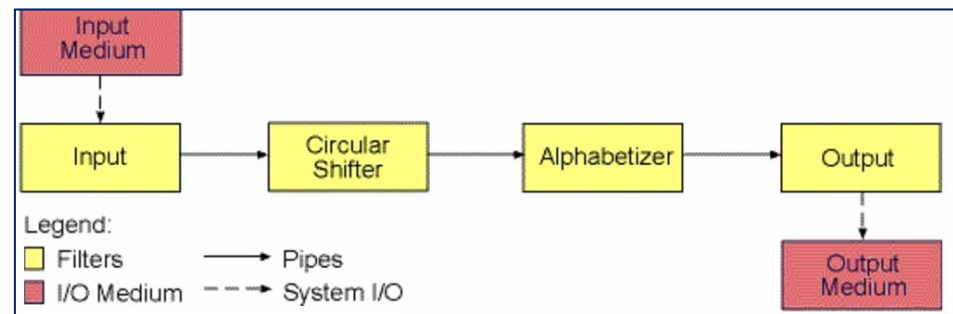 Input
Medium
Input
Circular
Shifter
Alphabetizer
Output
Legend:
Filters
Pipes
I/O Medium
System I/O
Output
Medium